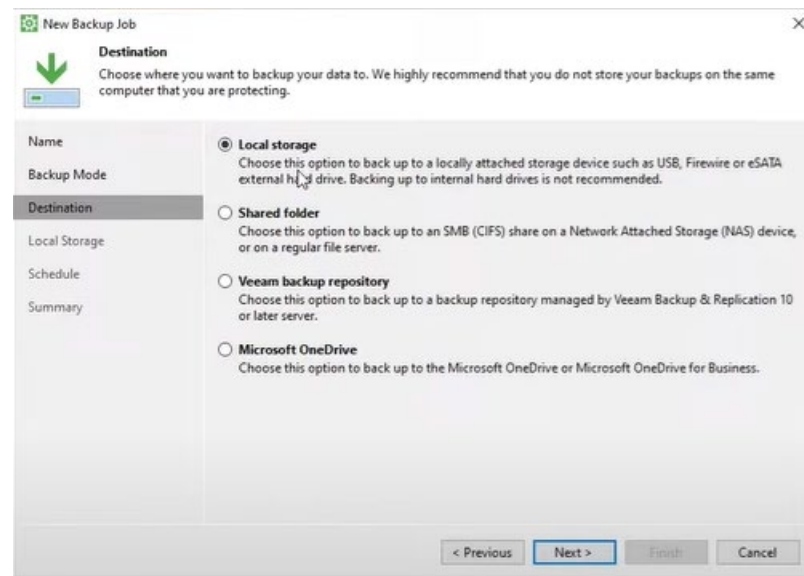 New Backup Job
Destination
Choose where you want to backup your data to. We highly recommend that you do not store your backups on the same
computer that you are protecting.
Name
Backup Mode
Destination
Local Storage
Schedule
Summary
Local storage
Choose this option to back up to a locally attached storage device such as USB, Firewire or eSATA
external hard drive. Backing up to internal hard drives is not recommended.
Shared folder
Choose this option to back up to an SMB (CIFS) share on a Network Attached Storage (NAS) device,
or on a regular file server.
Veeam backup repository
Choose this option to back up to a backup repository managed by Veeam Backup & Replication 10
or later server.
Microsoft OneDrive
Choose this option to back up to the Microsoft OneDrive or Microsoft OneDrive for Business.
< Previous Next > Finish Cancel